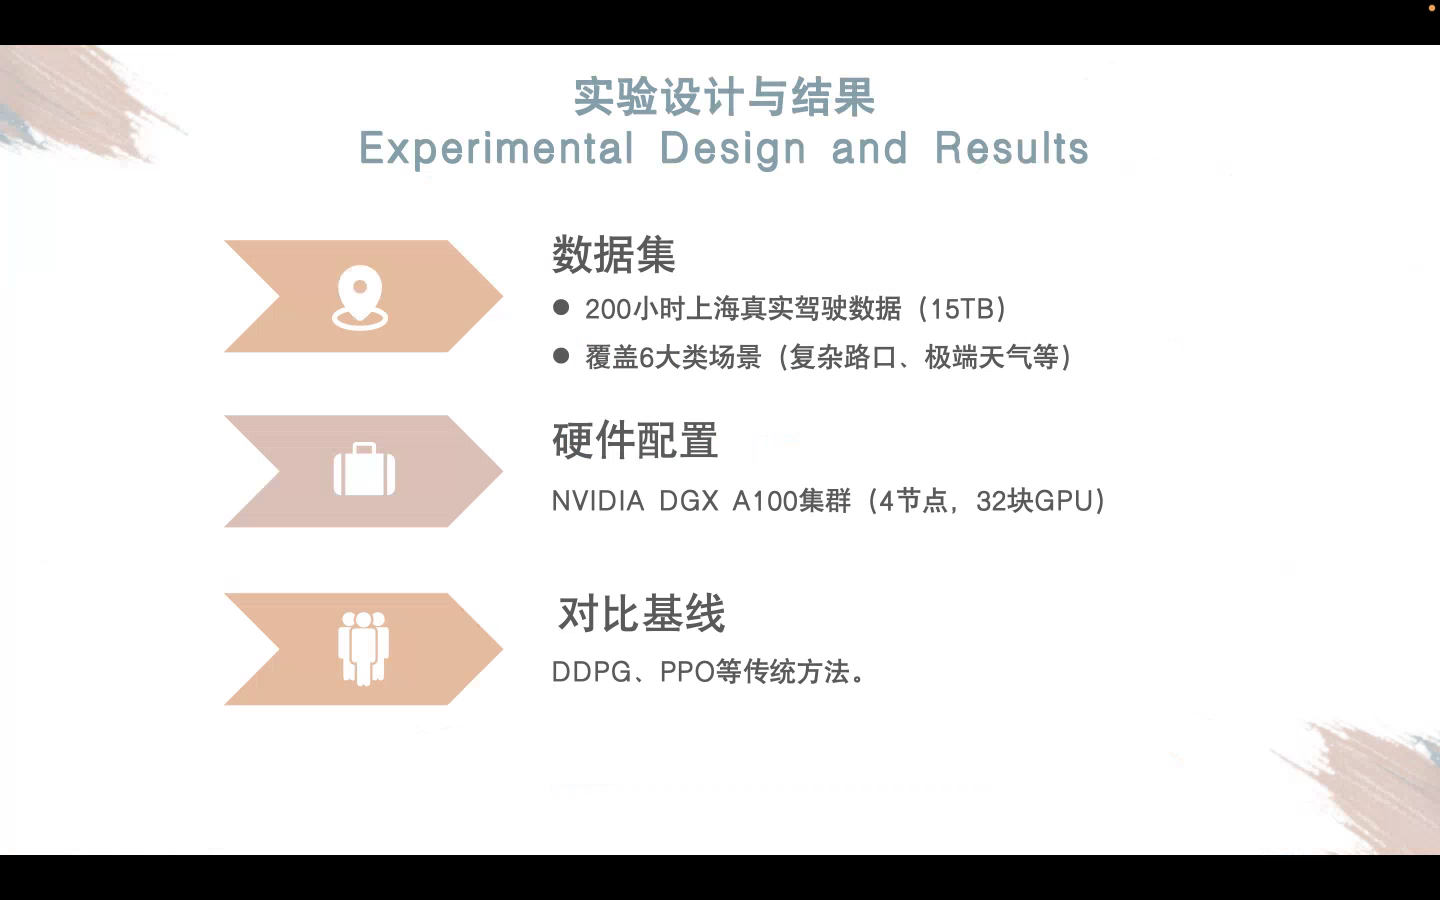 实验设计与结果
Experimental Design and Results
数据集
● 200小时上海真实驾驶数据（15TB）
● 覆盖6大类场景（复杂路口、极端天气等）
硬件配置
NVIDIA DGX A100集群（4节点，32块GPU）
对比基线
DDPG、PPO等传统方法。